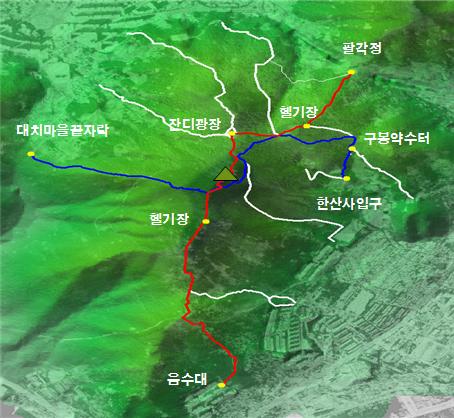 팔각정
헬기장
잔디광장
대치마을끝자락
구봉약수터
한산사입구
헬기장
음수대